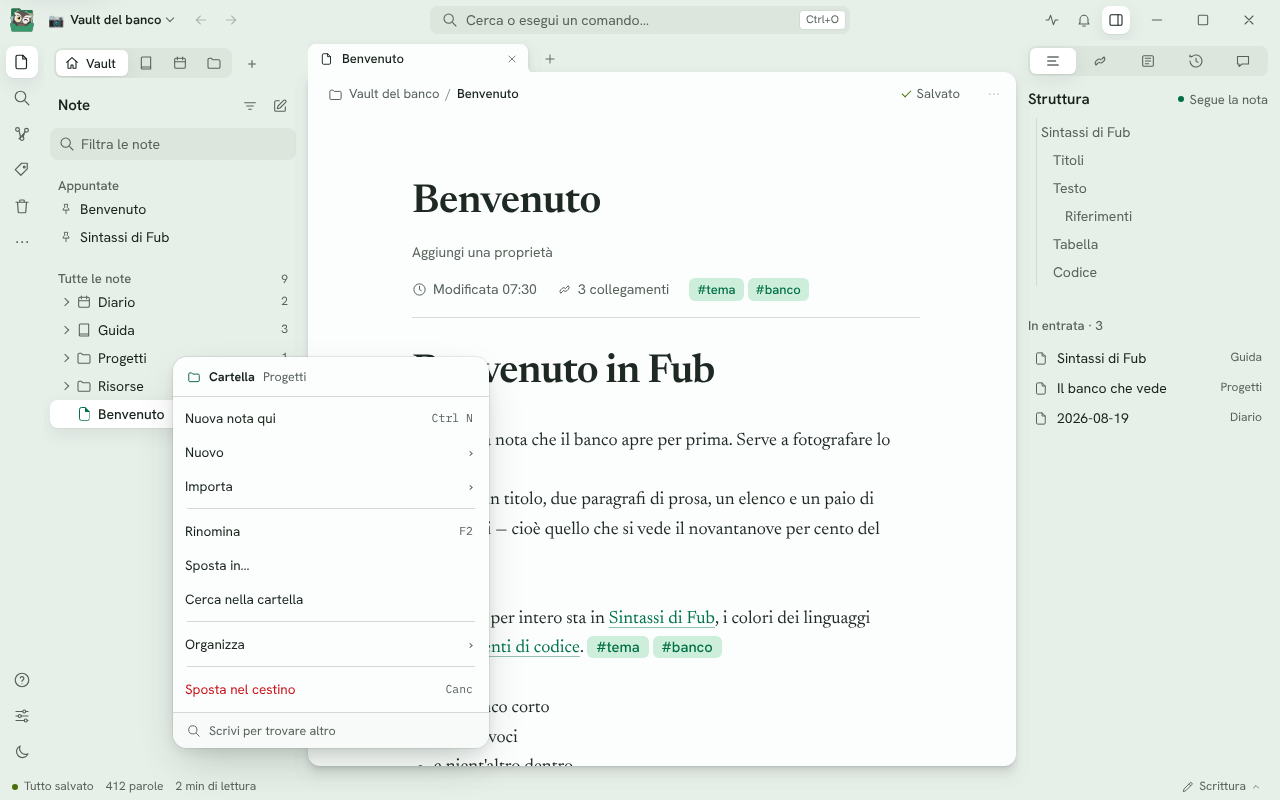 Vault del banco
Cerca o esegui un comando...
Ctrl+O
Vault
Note
Filtra le note
Appuntate
Benvenuto
Sintassi di Fub
Tutte le note 9
Diario 2
Guida 3
Progetti
Risorse
Benvenuto
Cartella Progetti
Nuova nota qui Ctrl N
Nuovo
Importa
Rinomina F2
Sposta in...
Cerca nella cartella
Organizza
Sposta nel cestino Canc
Scrivi per trovare altro
Benvenuto
Vault del banco / Benvenuto
Salvato
Benvenuto
Aggiungi una proprietà
Modificata 07:30 3 collegamenti #tema #banco
venuto in Fub
nota che il banco apre per prima. Serve a fotografare lo
n titolo, due paragrafi di prosa, un elenco e un paio di
i — cioè quello che si vede il novantanove per cento del
per intero sta in Sintassi di Fub, i colori dei linguaggi
nti di codice. #tema #banco
co corto
voci
e nient'altro dentro
Struttura
Segue la nota
Sintassi di Fub
Titoli
Testo
Riferimenti
Tabella
Codice
In entrata · 3
Sintassi di Fub Guida
Il banco che vede Progetti
2026-08-19 Diario
Tutto salvato 412 parole 2 min di lettura
Scrittura